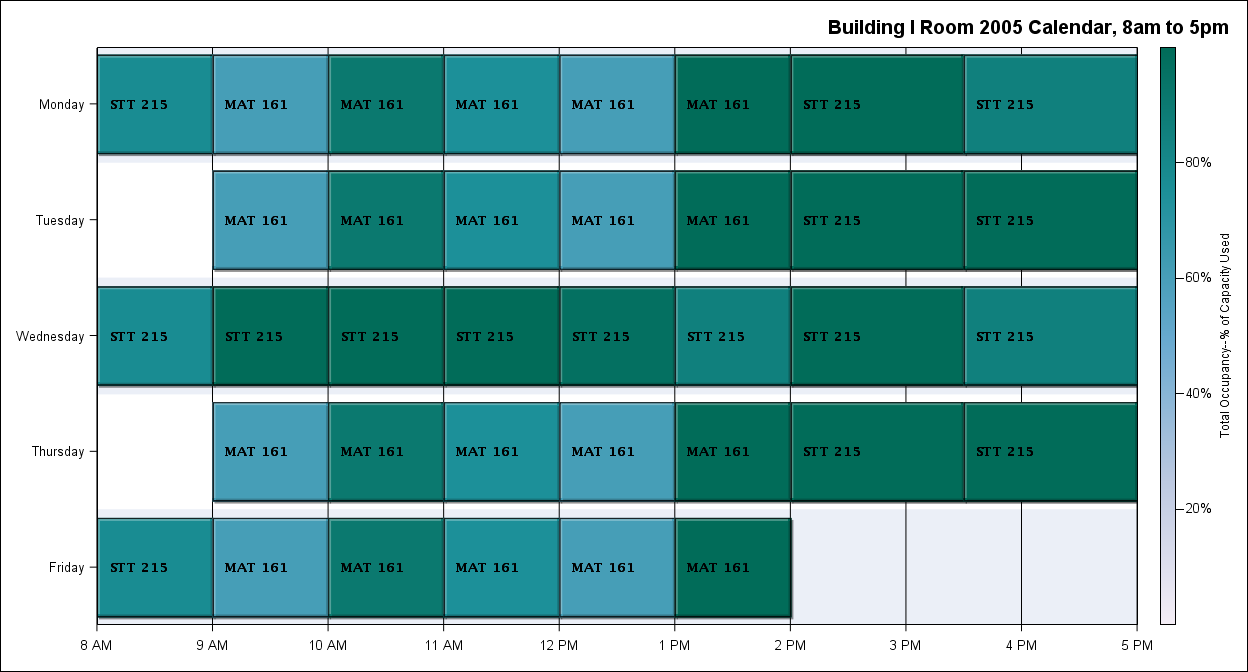 Building I Room 2005 Calendar, 8am to 5pm
Monday
STT 215 MAT 161 MAT 161 MAT 161 MAT 161 MAT 161 STT 215 STT 215
Tuesday
MAT 161 MAT 161 MAT 161 MAT 161 MAT 161 STT 215 STT 215
Wednesday
STT 215 STT 215 STT 215 STT 215 STT 215 STT 215 STT 215 STT 215
Thursday
MAT 161 MAT 161 MAT 161 MAT 161 MAT 161 STT 215 STT 215
Friday
STT 215 MAT 161 MAT 161 MAT 161 MAT 161 MAT 161
8 AM 9 AM 10 AM 11 AM 12 PM 1 PM 2 PM 3 PM 4 PM 5 PM
80%
60%
40%
20%
Total Occupancy--% of Capacity Used